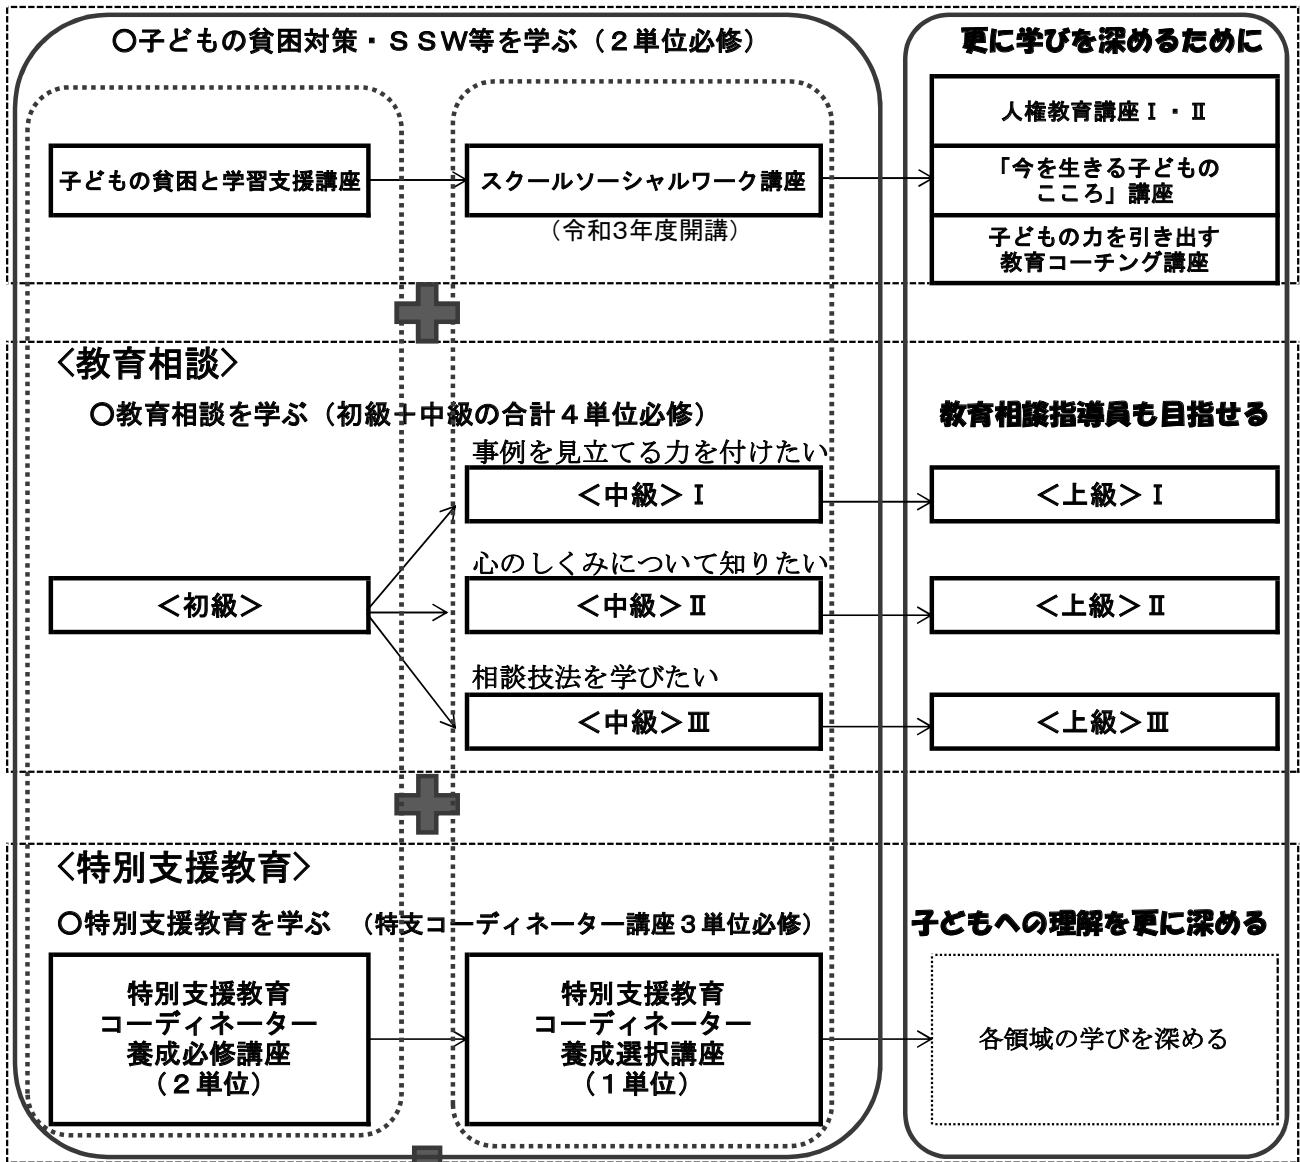 〇子どもの貧困対策・ＳＳＷ等を学ぶ（２単位必修）
更に学びを深めるために
子どもの貧困と学習支援講座
スクールソーシャルワーク講座
（令和3年度開講）
人権教育講座Ⅰ・Ⅱ
「今を生きる子どもの
こころ」講座
子どもの力を引き出す
教育コーチング講座
＜教育相談＞
〇教育相談を学ぶ（初級＋中級の合計４単位必修）
教育相談指導員も目指せる
事例を見立てる力を付けたい
＜中級＞Ⅰ
＜上級＞Ⅰ
心のしくみについて知りたい
＜初級＞
＜中級＞Ⅱ
＜上級＞Ⅱ
相談技法を学びたい
＜中級＞Ⅲ
＜上級＞Ⅲ
＜特別支援教育＞
〇特別支援教育を学ぶ　（特支コーディネーター講座３単位必修）
子どもへの理解を更に深める
特別支援教育
コーディネーター
養成必修講座
（２単位）
特別支援教育
コーディネーター
養成選択講座
（１単位）
各領域の学びを深める